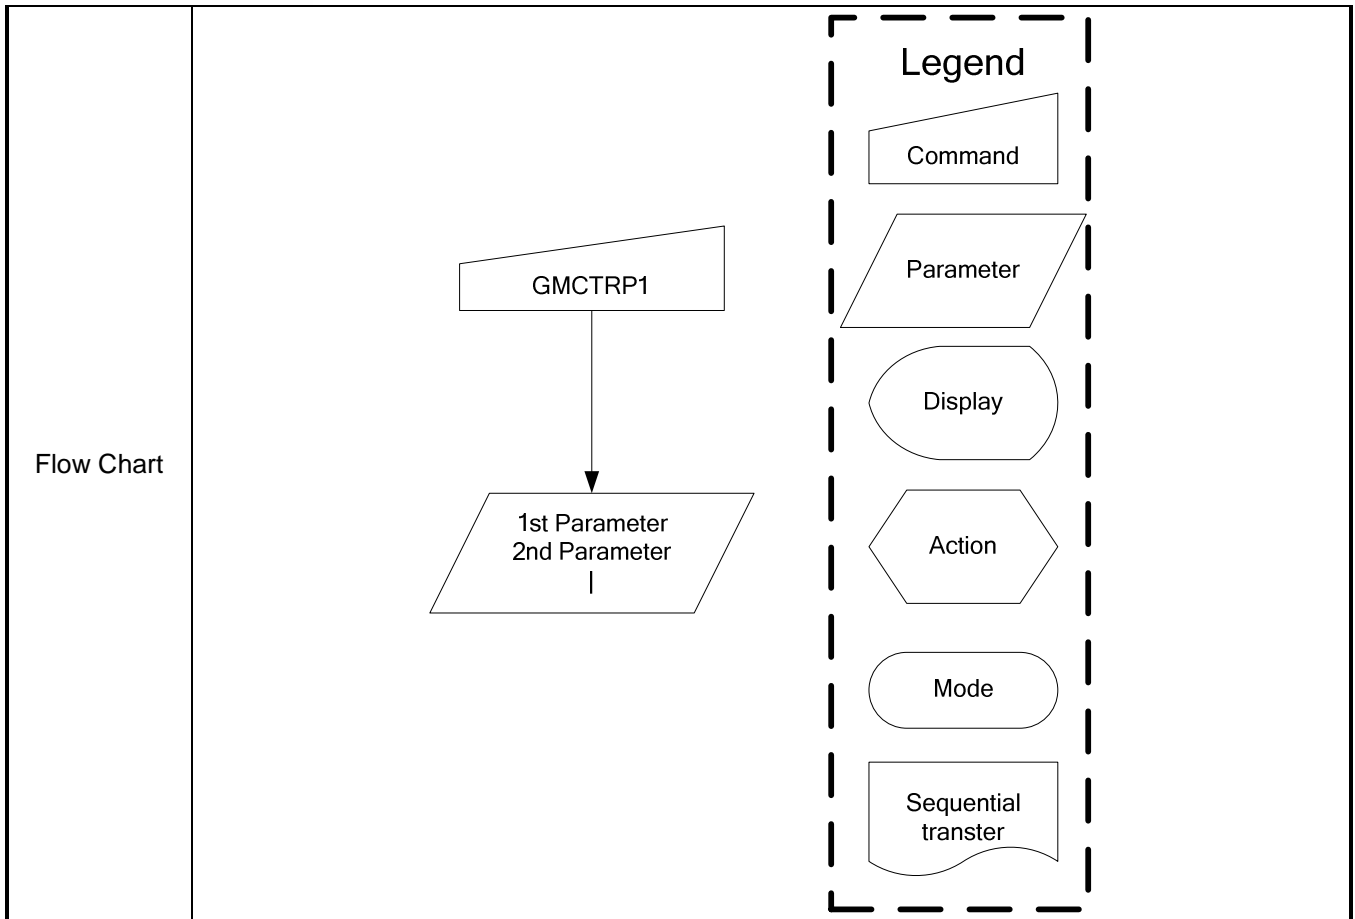 Flow Chart
GMCTRP1
1st Parameter
2nd Parameter
|
Legend
Command
Parameter
Display
Action
Mode
Sequential
transter